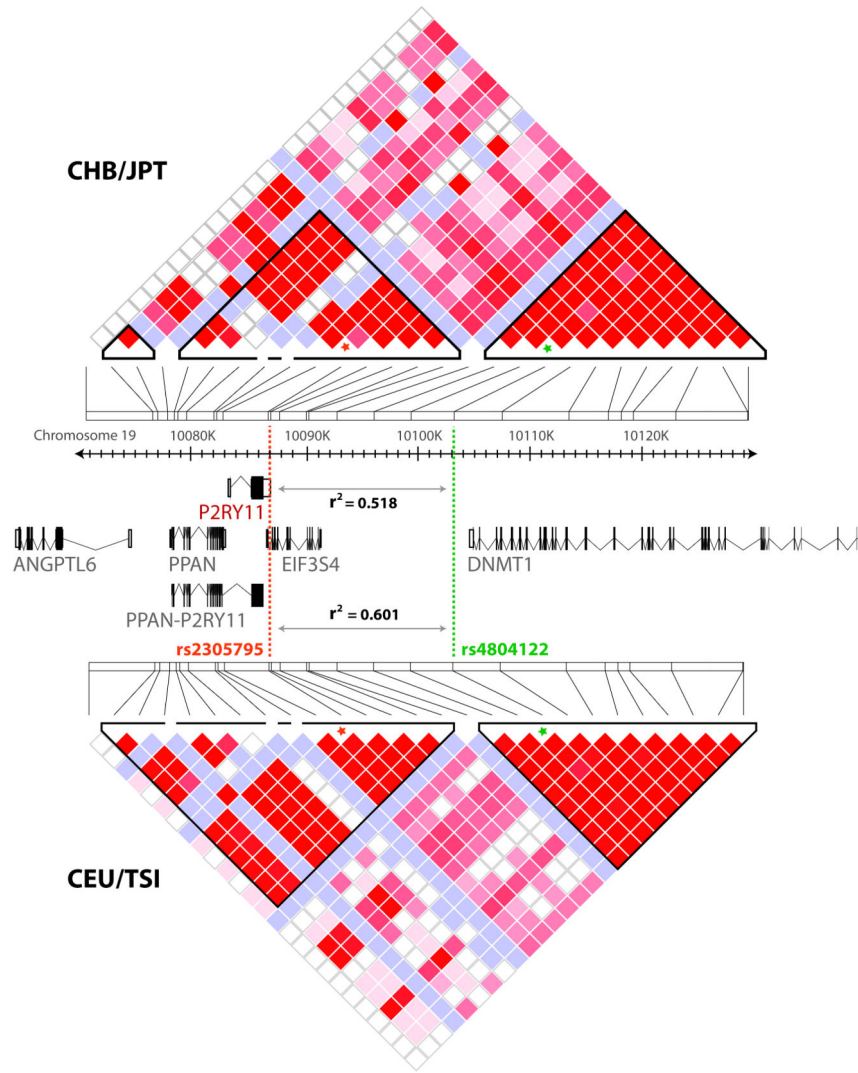 CHB/JPT
Chromosome 19
10080K 10090K 10100K 10110K 10120K
P2RY11
r² = 0.518
ANGPTL6 PPAN EIF3S4 DNMT1
PPAN-P2RY11
r² = 0.601
rs2305795 rs4804122
CEU/TSI